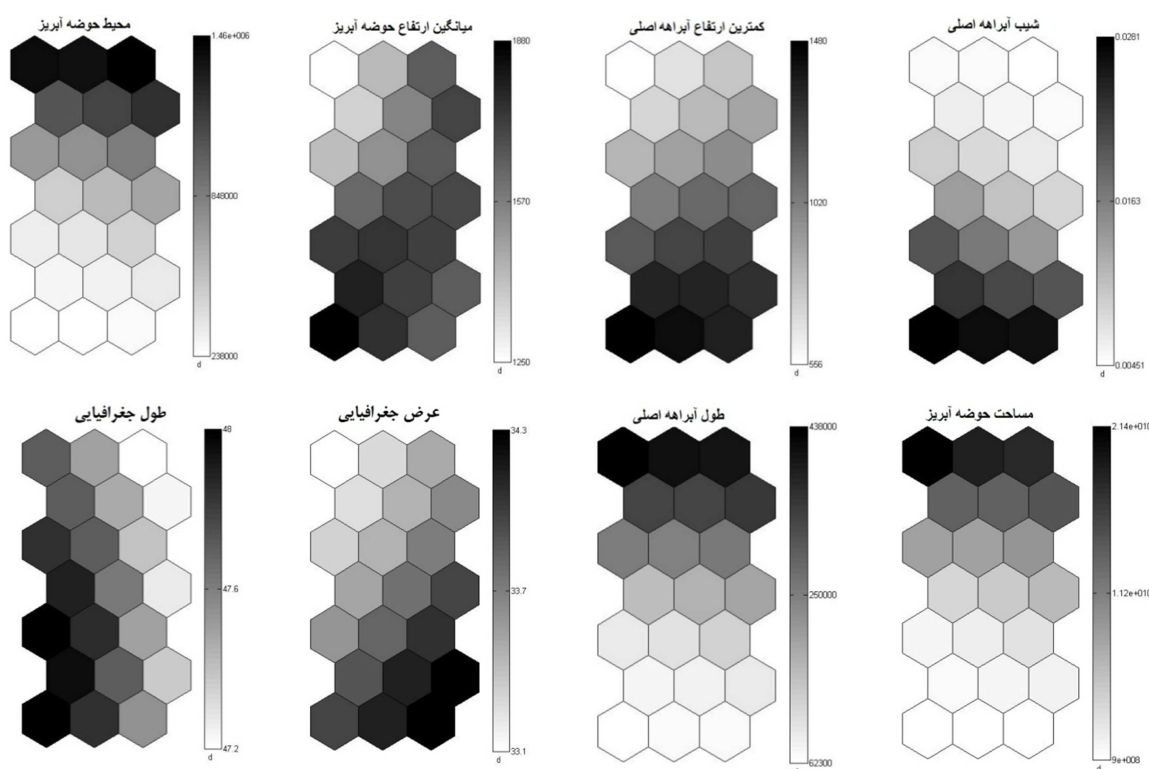 محیط حوضه آبریز
1.46e+006
848000
238000
d
میانگین ارتفاع حوضه آبریز
1880
1570
1250
d
کمترین ارتفاع آبراهه اصلی
1480
1020
556
d
شیب آبراهه اصلی
0.0281
0.0163
0.00451
d
طول جغرافیایی
48
47.6
47.2
d
عرض جغرافیایی
34.3
33.7
33.1
d
طول آبراهه اصلی
438000
250000
62300
مساحت حوضه آبریز
2.14e+010
1.12e+010
9e+008
d